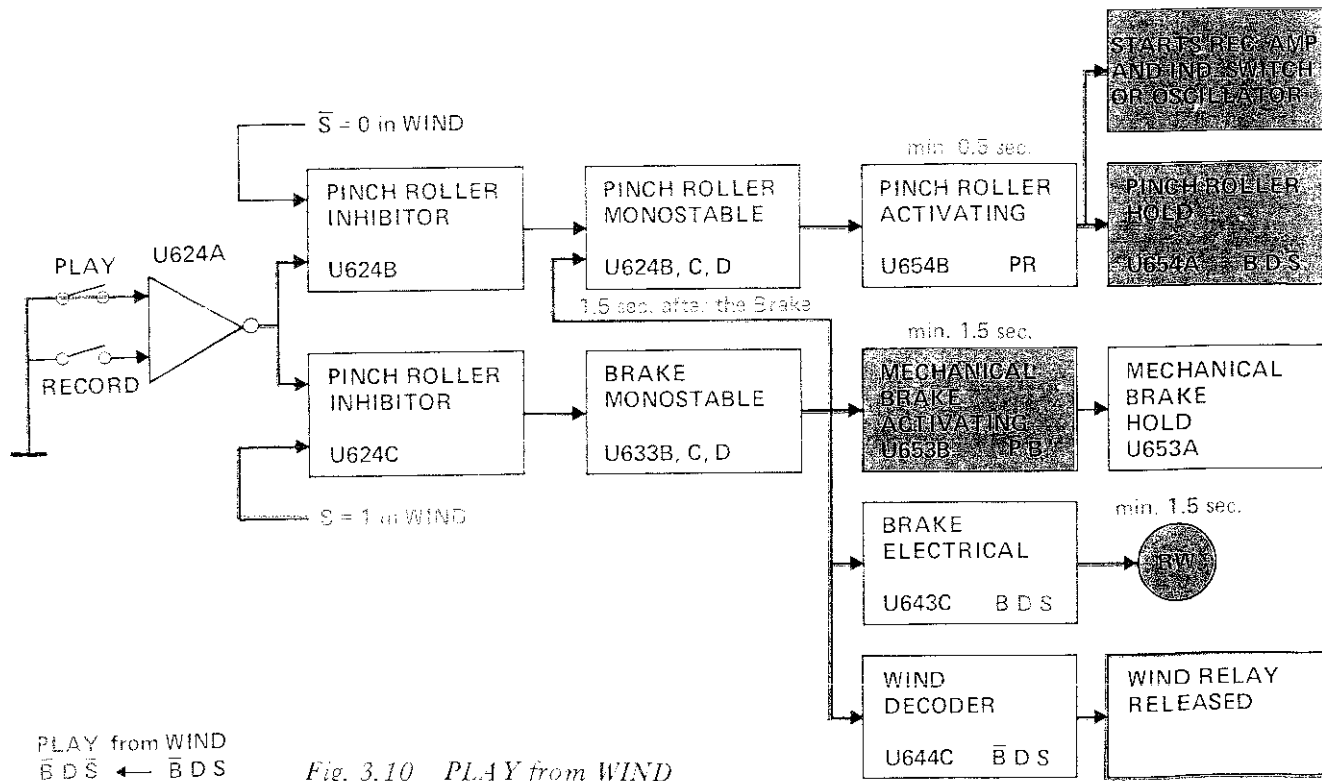 STARTS REC. AMP
AND IND. SWITCH
OR OSCILLATOR
S̅ = 0 in WIND
min. 0.5 sec.
PINCH ROLLER
INHIBITOR
U624B
PINCH ROLLER
MONOSTABLE
U624B, C, D
PINCH ROLLER
ACTIVATING
U654B PR
PINCH ROLLER
HOLD
U654A B D S
U624A
PLAY
RECORD
1.5 sec. after the Brake
min. 1.5 sec.
PINCH ROLLER
INHIBITOR
U624C
BRAKE
MONOSTABLE
U633B, C, D
MECHANICAL
BRAKE
ACTIVATING
U653B P B
MECHANICAL
BRAKE
HOLD
U653A
S = 1 in WIND
BRAKE
ELECTRICAL
U643C B D S
min. 1.5 sec.
RW
WIND
DECODER
U644C B̅ D S
WIND RELAY
RELEASED
PLAY from WIND
B̅ D S̅ ← B̅ D S
Fig. 3.10 PLAY from WIND